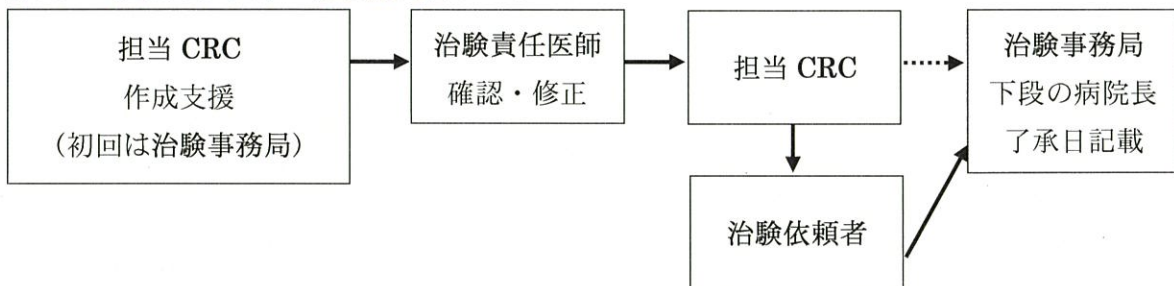 担当 CRC
作成支援
(初回は治験事務局)
治験責任医師
確認・修正
担当 CRC
治験事務局
下段の病院長
了承日記載
治験依頼者